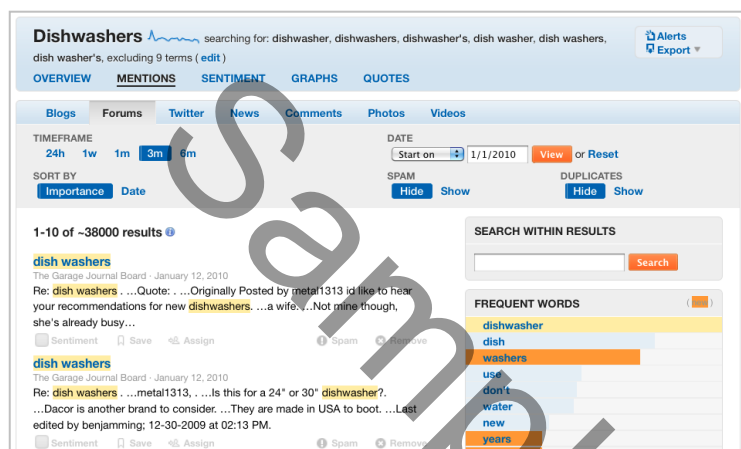 Dishwashers searching for: dishwasher, dishwashers, dishwasher's, dish washer, dish washers,
dish washer's, excluding 9 terms ( edit )
Alerts
Export
OVERVIEW MENTIONS SENTIMENT GRAPHS QUOTES
Blogs Forums Twitter News Comments Photos Videos
TIMEFRAME
24h 1w 1m 3m 6m
DATE
Start on 1/1/2010 View or Reset
SORT BY
Importance Date
SPAM
Hide Show
DUPLICATES
Hide Show
1-10 of ~38000 results
dish washers
The Garage Journal Board · January 12, 2010
Re: dish washers . …Quote: . …Originally Posted by metal1313 id like to hear
your recommendations for new dishwashers. …a wife. …Not mine though,
she's already busy…
Sentiment Save Assign Spam Remove
dish washers
The Garage Journal Board · January 12, 2010
Re: dish washers . …metal1313, . …Is this for a 24" or 30" dishwasher?.
…Dacor is another brand to consider. …They are made in USA to boot. …Last
edited by benjamming; 12-30-2009 at 02:13 PM.
Sentiment Save Assign Spam Remove
SEARCH WITHIN RESULTS
Search
FREQUENT WORDS ( new )
dishwasher
dish
washers
use
don't
water
new
years
Sampl